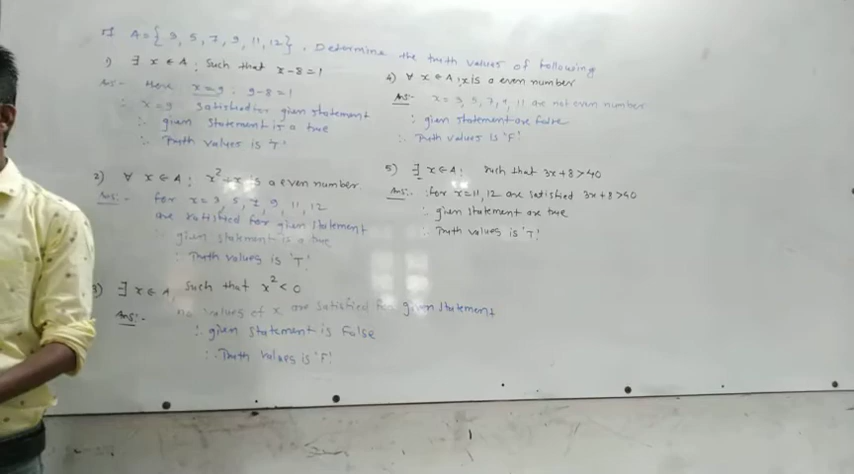 If A={3, 5, 7, 9, 11, 12}, Determine the truth values of following
1) ∃ x ∈ A ; Such that x-8=1
Ans:- Here x=9 ; 9-8=1
∴ x=9 satisfied for given statement
∴ given statement is a true
∴ Truth values is 'T'
2) ∀ x ∈ A ; x²+x is a even number.
Ans:- for x=3, 5, 7, 9, 11, 12
are satisfied for given statement
∴ given statement is a true
∴ Truth values is 'T'
3) ∃ x ∈ A, Such that x² < 0
Ans:- no values of x are satisfied for given statement
∴ given statement is False
∴ Truth values is 'F'
4) ∀ x ∈ A ; x is a even number
Ans x=3, 5, 7, 9, 11 are not even number
∴ given statement are false
∴ Truth values is 'F'
5) ∃ x ∈ A ; such that 3x+8>40
Ans:- for x=11, 12 are satisfied 3x+8>40
∴ given statement are true
∴ Truth values is 'T'